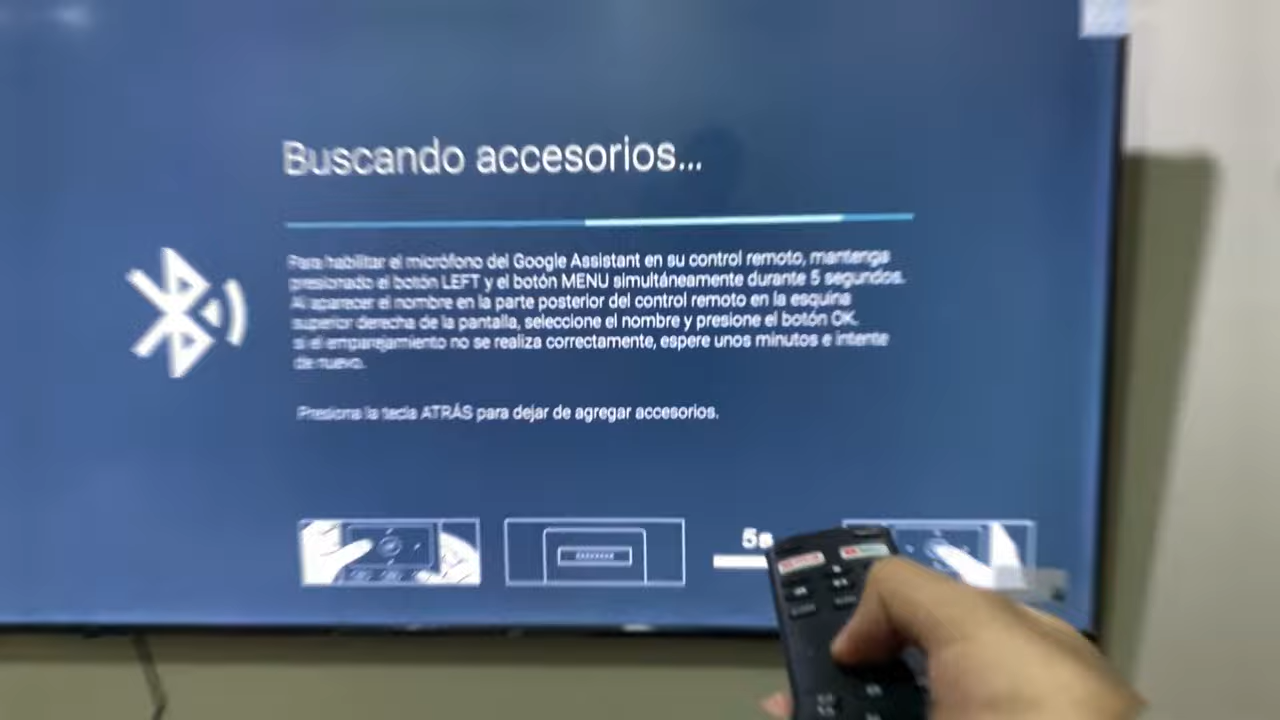 Buscando accesorios...
Para habilitar el micrófono del Google Assistant en su control remoto, mantenga
presionado el botón LEFT y el botón MENU simultáneamente durante 5 segundos.
Al aparecer el nombre en la parte posterior del control remoto en la esquina
superior derecha de la pantalla, seleccione el nombre y presione el botón OK.
si el emparejamiento no se realiza correctamente, espere unos minutos e intente
de nuevo.
Presiona la tecla ATRÁS para dejar de agregar accesorios.
5s